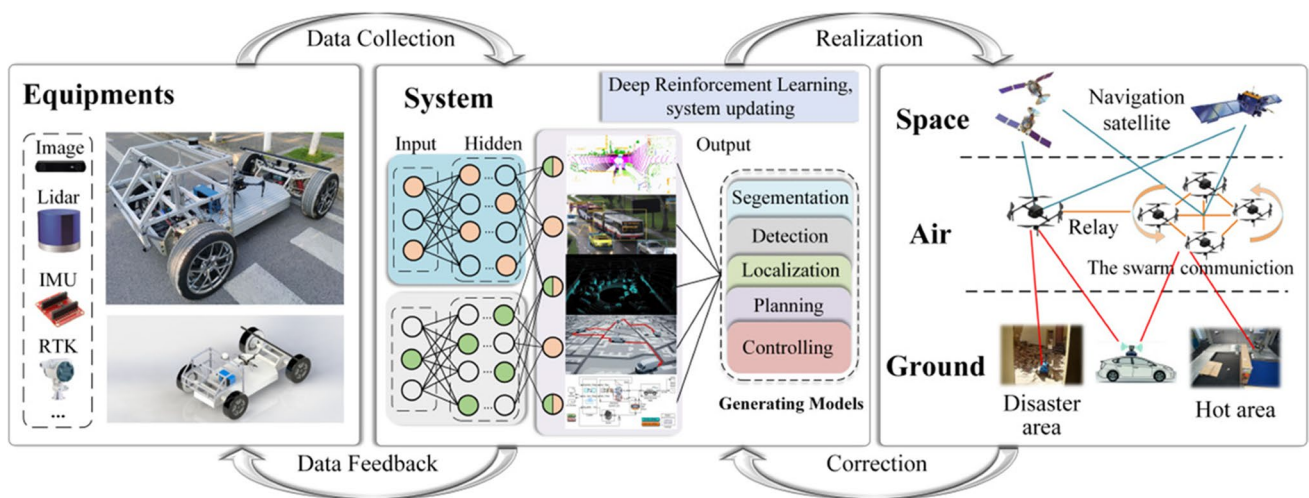 Data Collection
Realization
Equipments
Image
Lidar
IMU
RTK
...
System
Deep Reinforcement Learning,
system updating
Input
Hidden
Output
...
...
...
...
...
...
...
...
Segementation
Detection
Localization
Planning
Controlling
Generating Models
Space
Navigation
satellite
Air
Relay
The swarm communiction
Ground
Disaster
area
Hot area
Data Feedback
Correction